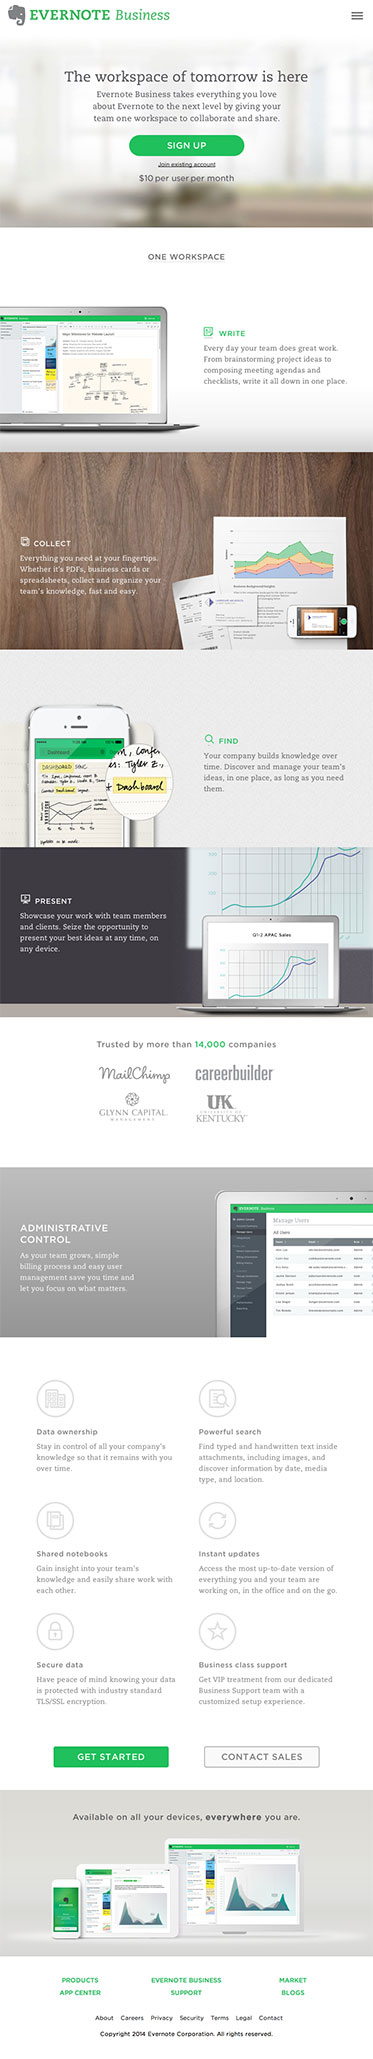 EVERNOTE Business
The workspace of tomorrow is here
Evernote Business takes everything you love
about Evernote to the next level by giving your
team one workspace to collaborate and share.
SIGN UP
Join existing account
$10 per user per month
ONE WORKSPACE
WRITE
Every day your team does great work.
From brainstorming project ideas to
composing meeting agendas and
checklists, write it all down in one place.
COLLECT
Everything you need at your fingertips.
Whether it's PDFs, business cards or
spreadsheets, collect and organize your
team's knowledge, fast and easy.
FIND
Your company builds knowledge over
time. Discover and manage your team's
ideas, in one place, as long as you need
them.
Dashboard
PRESENT
Showcase your work with team members
and clients. Seize the opportunity to
present your best ideas at any time, on
any device.
Q1-2 APAC Sales
Trusted by more than 14,000 companies
MailChimp
careerbuilder
GLYNN CAPITAL
MANAGEMENT
UK
UNIVERSITY OF
KENTUCKY
ADMINISTRATIVE
CONTROL
As your team grows, simple
billing process and easy user
management save you time and
let you focus on what matters.
EVERNOTE Business
Manage Users
All Users
Data ownership
Stay in control of all your company's
knowledge so that it remains with you
over time.
Powerful search
Find typed and handwritten text inside
attachments, including images, and
discover information by date, media
type, and location.
Shared notebooks
Gain insight into your team's
knowledge and easily share work with
each other.
Instant updates
Access the most up-to-date version of
everything you and your team are
working on, in the office and on the go.
Secure data
Have peace of mind knowing your data
is protected with industry standard
TLS/SSL encryption.
Business class support
Get VIP treatment from our dedicated
Business Support team with a
customized setup experience.
GET STARTED
CONTACT SALES
Available on all your devices, everywhere you are.
EVERNOTE
PRODUCTS EVERNOTE BUSINESS MARKET
APP CENTER SUPPORT BLOGS
About Careers Privacy Security Terms Legal Contact
Copyright 2014 Evernote Corporation. All rights reserved.